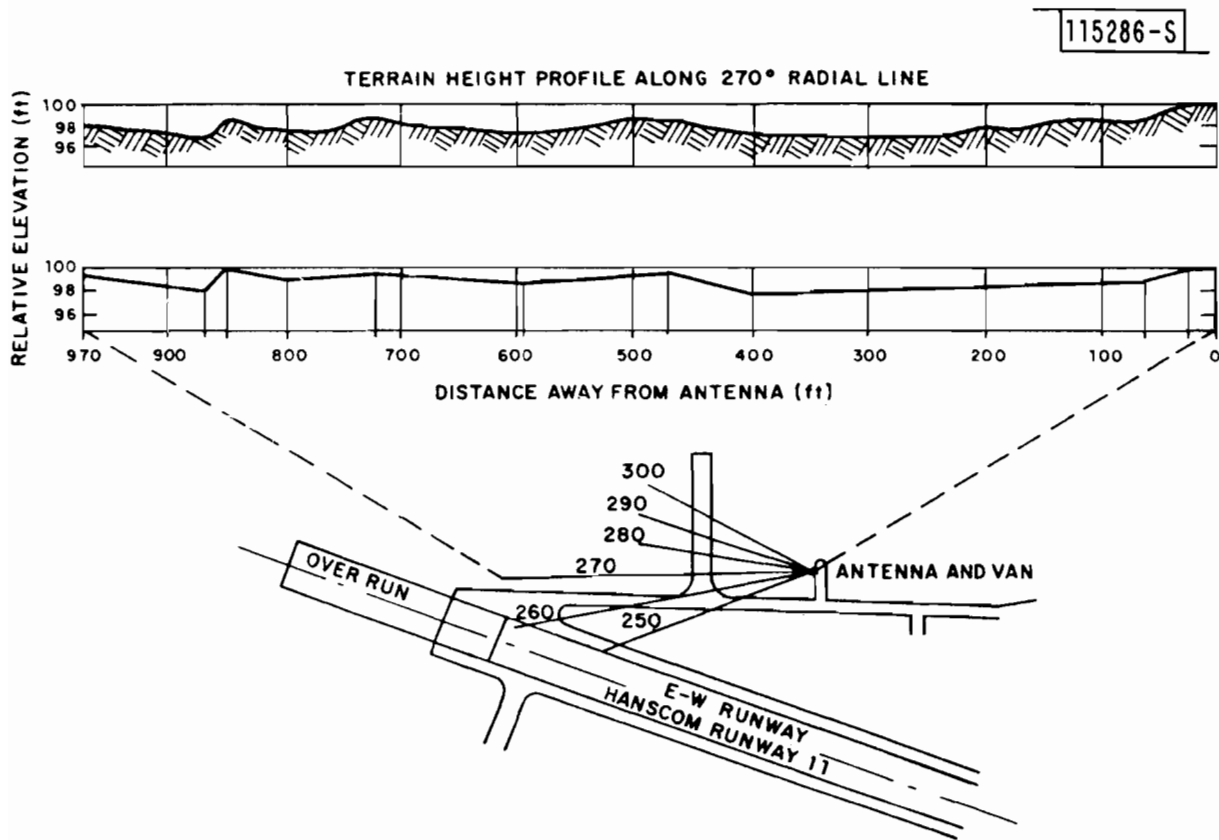 115286-S
TERRAIN HEIGHT PROFILE ALONG 270° RADIAL LINE
RELATIVE ELEVATION (ft)
100
98
96
100
98
96
970 900 800 700 600 500 400 300 200 100 0
DISTANCE AWAY FROM ANTENNA (ft)
300
290
280
270
260
250
ANTENNA AND VAN
OVER RUN
E-W RUNWAY
HANSCOM RUNWAY 11